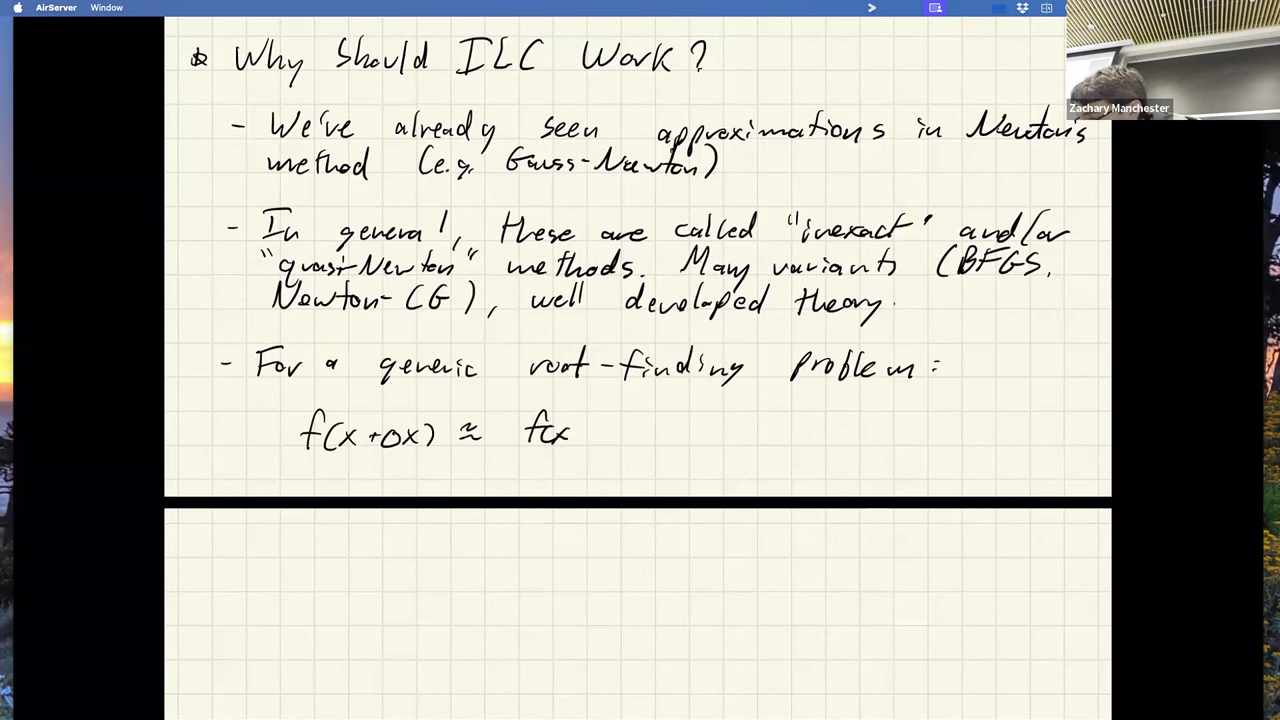 AirServer Window
Why Should ILC Work?
Zachary Manchester
- We've already seen approximations in Newton's
method (e.g. Gauss-Newton)
- In general, these are called "inexact" and/or
"quasi-Newton" methods. Many variants (BFGS,
Newton-CG), well developed theory.
- For a generic root-finding problem:
f(x+Δx) ≈ f(x